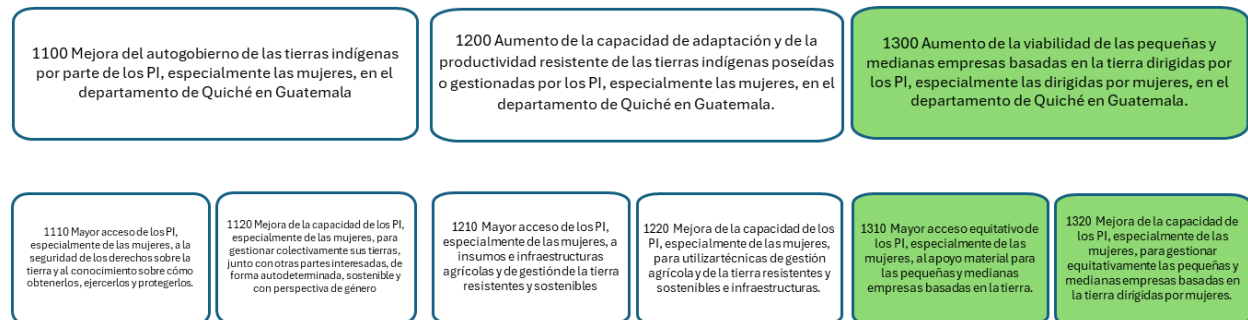 1100 Mejora del autogobierno de las tierras indígenas
por parte de los PI, especialmente las mujeres, en el
departamento de Quiché en Guatemala
1200 Aumento de la capacidad de adaptación y de la
productividad resistente de las tierras indígenas poseídas
o gestionadas por los PI, especialmente las mujeres, en el
departamento de Quiché en Guatemala.
1300 Aumento de la viabilidad de las pequeñas y
medianas empresas basadas en la tierra dirigidas por
los PI, especialmente las dirigidas por mujeres, en el
departamento de Quiché en Guatemala.
1110 Mayor acceso de los PI,
especialmente de las mujeres, a la
seguridad de los derechos sobre la
tierra y al conocimiento sobre cómo
obtenerlos, ejercerlos y protegerlos.
1120 Mejora de la capacidad de los PI,
especialmente de las mujeres, para
gestionar colectivamente sus tierras,
junto con otras partes interesadas, de
forma autodeterminada, sostenible y
con perspectiva de género
1210 Mayor acceso de los PI,
especialmente de las mujeres, a
insumos e infraestructuras
agrícolas y de gestión de la tierra
resistentes y sostenibles
1220 Mejora de la capacidad de los
PI, especialmente de las mujeres,
para utilizar técnicas de gestión
agrícola y de la tierra resistentes y
sostenibles e infraestructuras.
1310 Mayor acceso equitativo de
los PI, especialmente de las
mujeres, al apoyo material para
las pequeñas y medianas
empresas basadas en la tierra.
1320 Mejora de la capacidad de
los PI, especialmente de las
mujeres, para gestionar
equitativamente las pequeñas y
medianas empresas basadas en
la tierra dirigidas por mujeres.